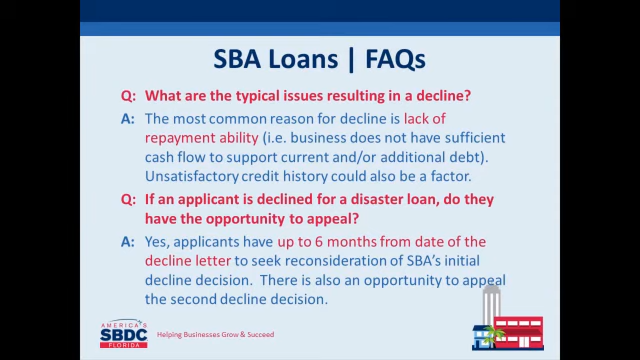 SBA Loans | FAQs
Q: What are the typical issues resulting in a decline?
A: The most common reason for decline is lack of
repayment ability (i.e. business does not have sufficient
cash flow to support current and/or additional debt).
Unsatisfactory credit history could also be a factor.
Q: If an applicant is declined for a disaster loan, do they
have the opportunity to appeal?
A: Yes, applicants have up to 6 months from date of the
decline letter to seek reconsideration of SBA's initial
decline decision. There is also an opportunity to appeal
the second decline decision.
AMERICA'S
SBDC
FLORIDA
Helping Businesses Grow & Succeed